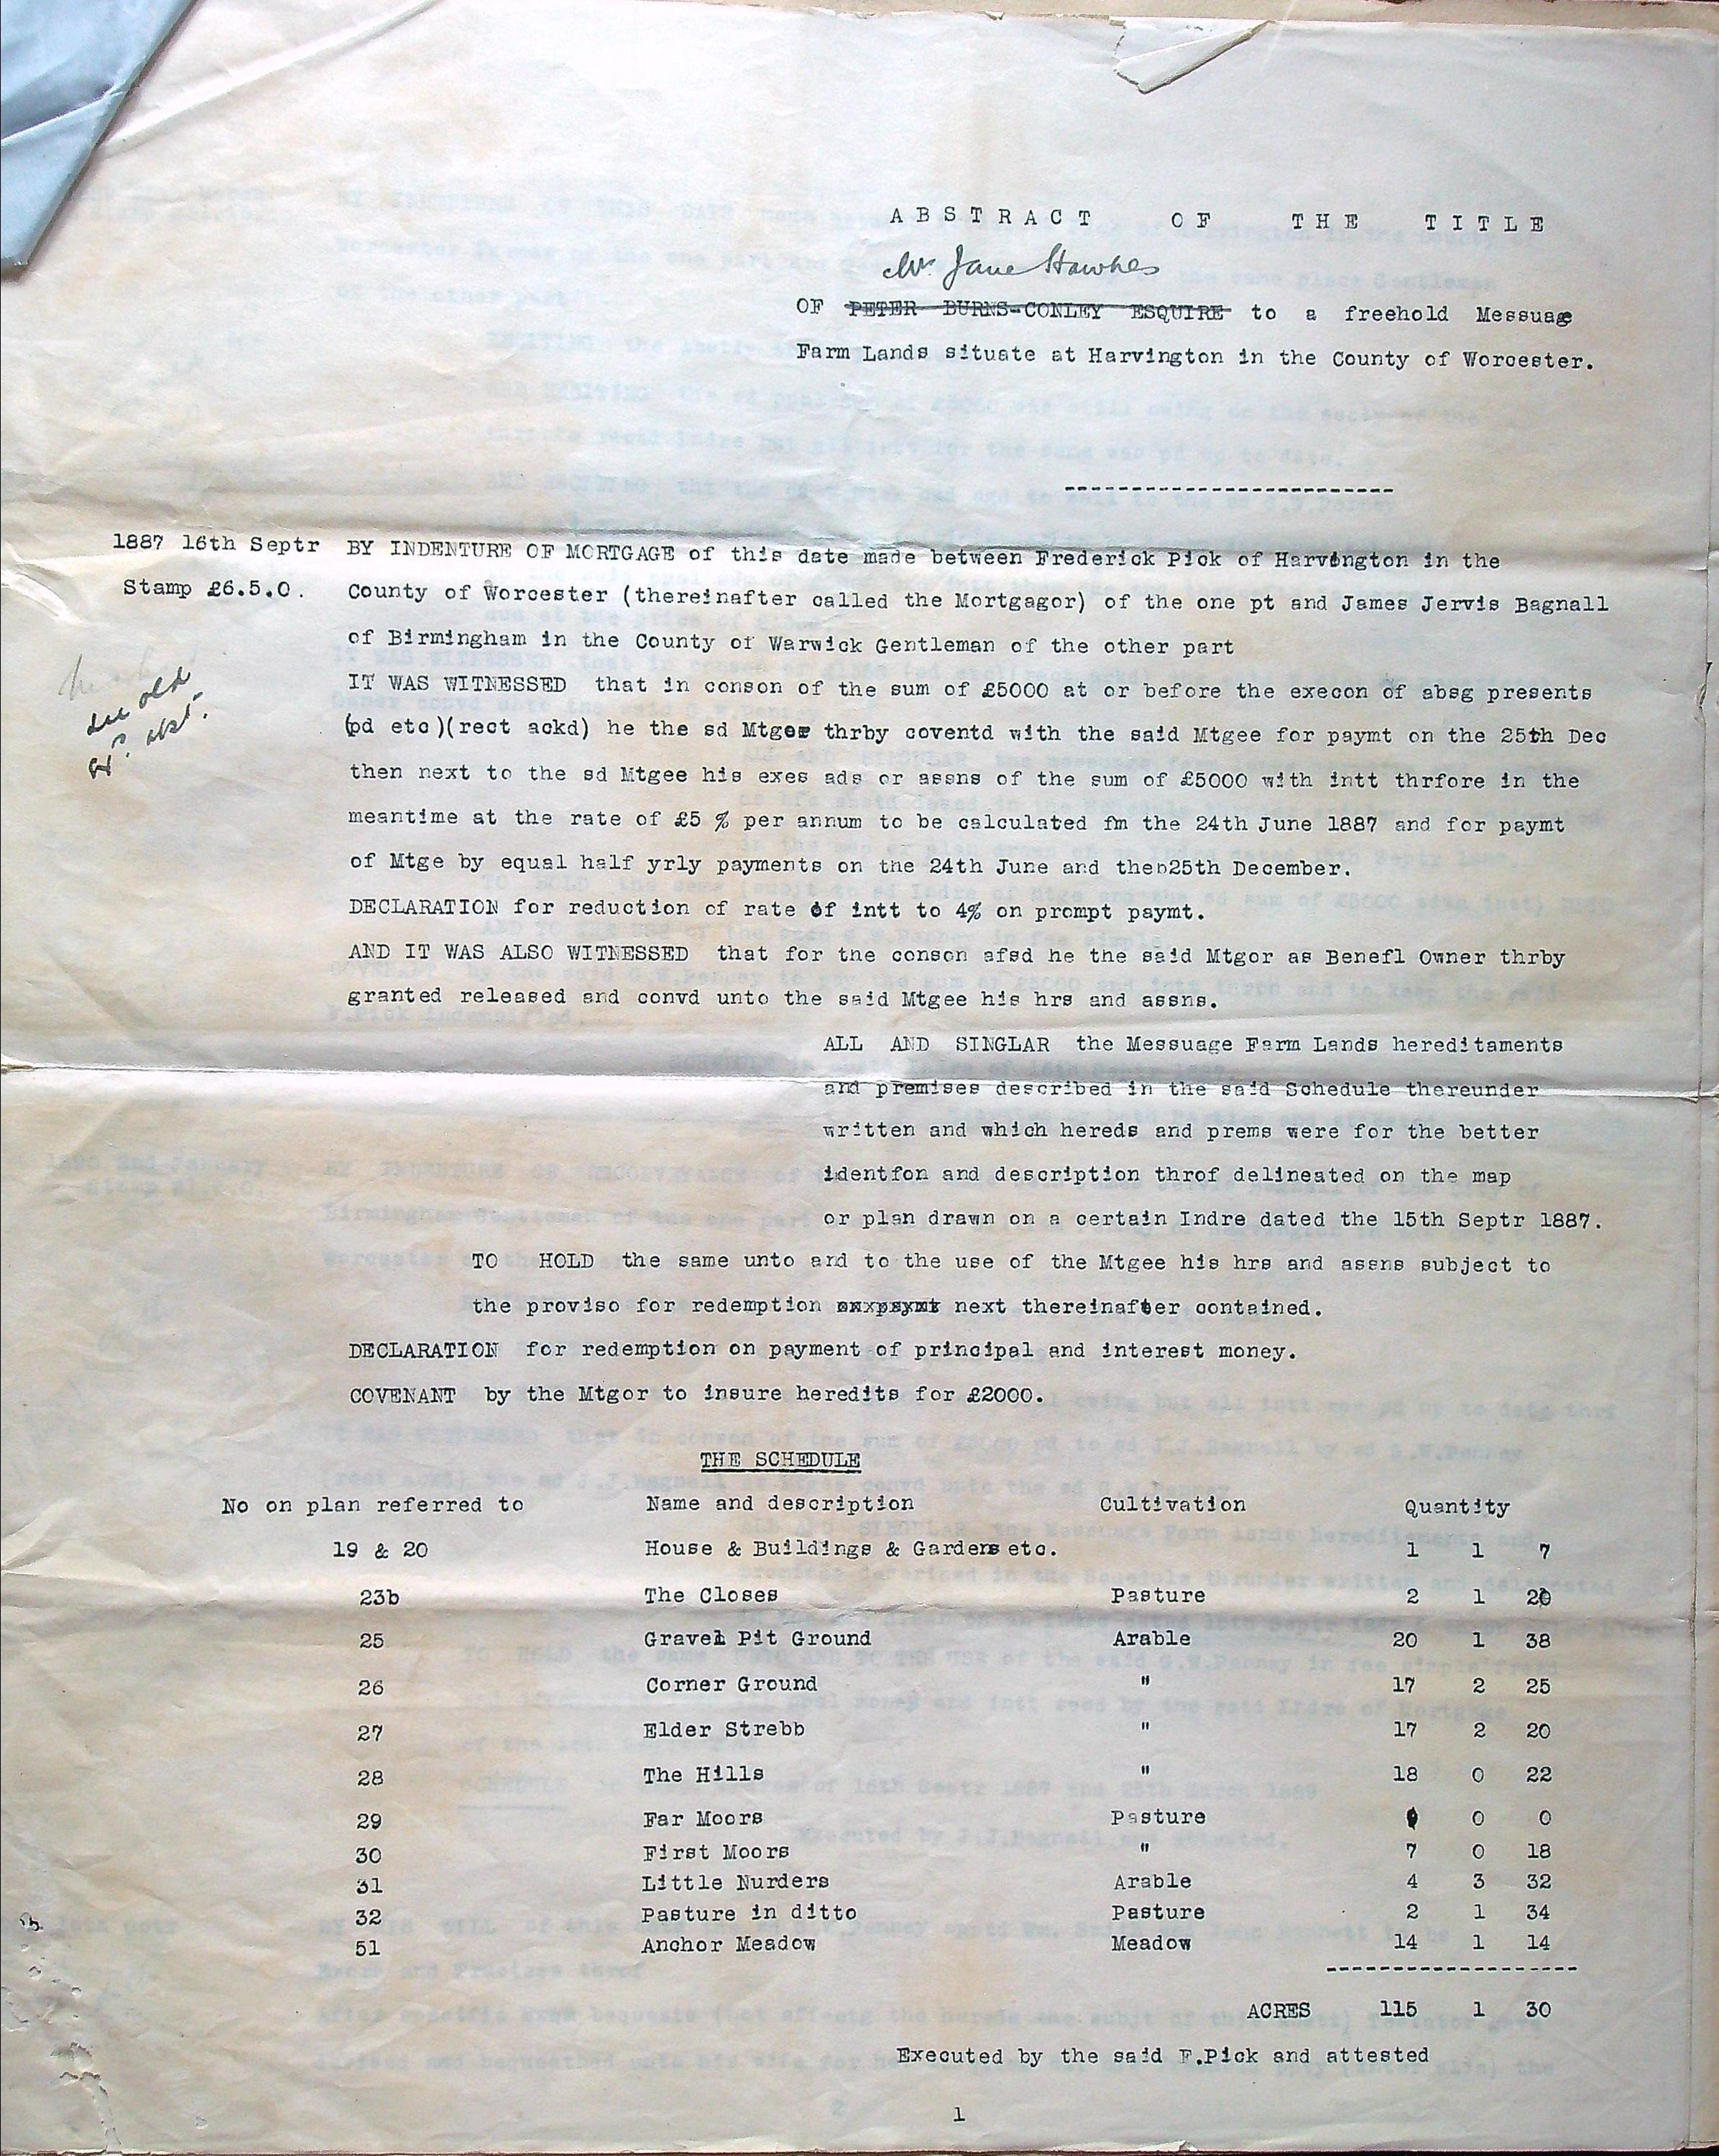 ABSTRACT OF THE TITLE
Jane Hawkes
OF PETER BURNS-CONLEY ESQUIRE to a freehold Messuage
Farm Lands situate at Harvington in the County of Worcester.
1887 16th Septr
Stamp £6.5.0.
see old
abst.
BY INDENTURE OF MORTGAGE of this date made between Frederick Pick of Harvington in the
County of Worcester (thereinafter called the Mortgagor) of the one pt and James Jervis Bagnall
of Birmingham in the County of Warwick Gentleman of the other part
IT WAS WITNESSED that in conson of the sum of £5000 at or before the execon of absg presents
(pd etc)(rect ackd) he the sd Mtgor thrby coventd with the said Mtgee for paymt on the 25th Dec
then next to the sd Mtgee his exes ads or assns of the sum of £5000 with intt thrfore in the
meantime at the rate of £5 % per annum to be calculated fm the 24th June 1887 and for paymt
of Mtge by equal half yrly payments on the 24th June and then25th December.
DECLARATION for reduction of rate of intt to 4% on prompt paymt.
AND IT WAS ALSO WITNESSED that for the conson afsd he the said Mtgor as Benefl Owner thrby
granted released and convd unto the said Mtgee his hrs and assns.
ALL AND SINGLAR the Messuage Farm Lands hereditaments
and premises described in the said Schedule thereunder
written and which hereds and prems were for the better
identfon and description throf delineated on the map
or plan drawn on a certain Indre dated the 15th Septr 1887.
TO HOLD the same unto and to the use of the Mtgee his hrs and assns subject to
the proviso for redemption next thereinafter contained.
DECLARATION for redemption on payment of principal and interest money.
COVENANT by the Mtgor to insure heredits for £2000.
THE SCHEDULE
No on plan referred to Name and description Cultivation Quantity
19 & 20 House & Buildings & Gardens etc. 1 1 7
23b The Closes Pasture 2 1 20
25 Gravel Pit Ground Arable 20 1 38
26 Corner Ground " 17 2 25
27 Elder Strebb " 17 2 20
28 The Hills " 18 0 22
29 Far Moors Pasture 0 0
30 First Moors " 7 0 18
31 Little Nurders Arable 4 3 32
32 Pasture in ditto Pasture 2 1 34
51 Anchor Meadow Meadow 14 1 14
ACRES 115 1 30
Executed by the said F.Pick and attested
1